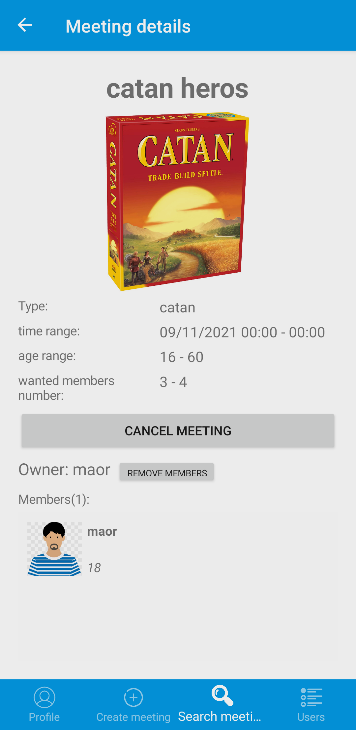 Meeting details
catan heros
CATAN
TRADE BUILD SETTLE
CATAN
Type: catan
time range: 09/11/2021 00:00 - 00:00
age range: 16 - 60
wanted members 3 - 4
number:
CANCEL MEETING
Owner: maor REMOVE MEMBERS
Members(1):
maor
18
Profile Create meeting Search meeti... Users